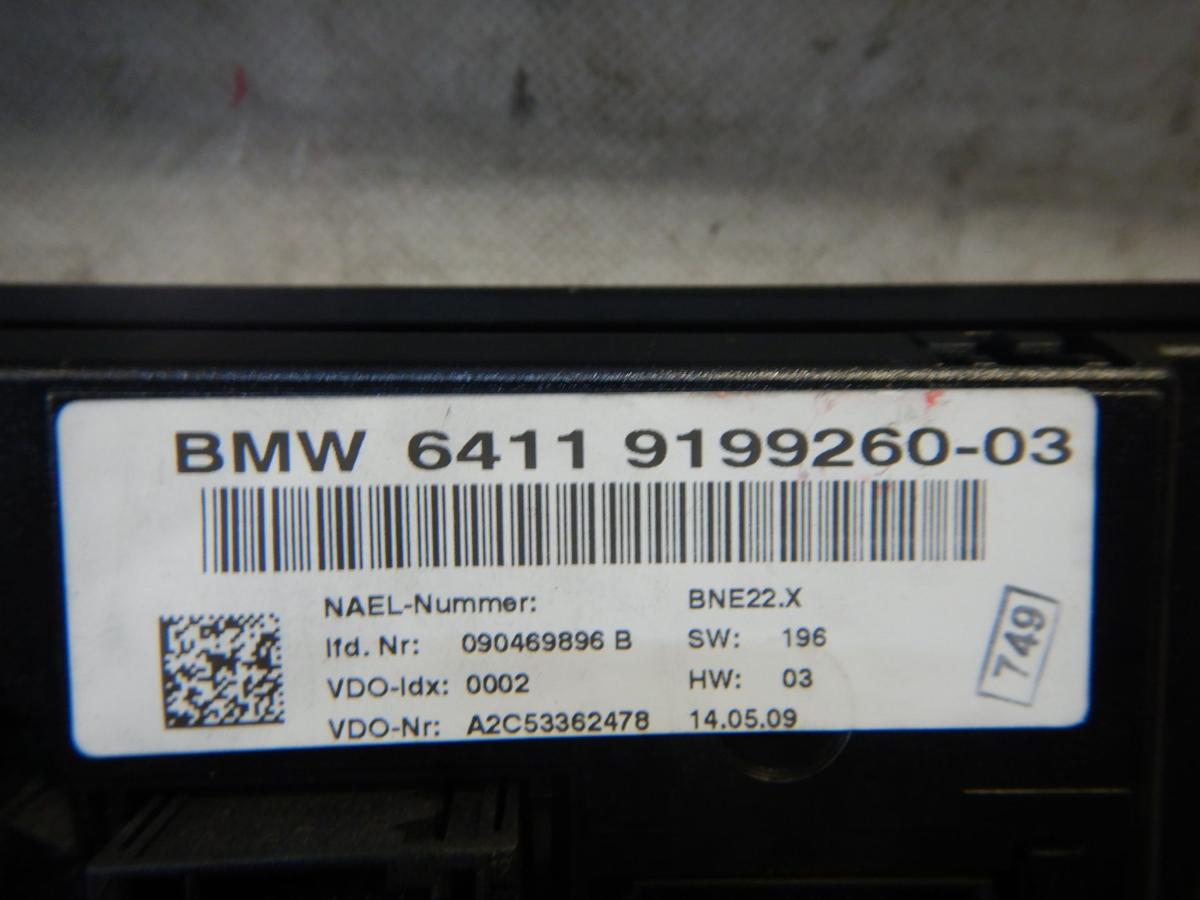 BMW 6411 9199260-03
NAEL-Nummer: BNE22.X
lfd. Nr: 090469896 B SW: 196
VDO-Idx: 0002 HW: 03
VDO-Nr: A2C53362478 14.05.09
749